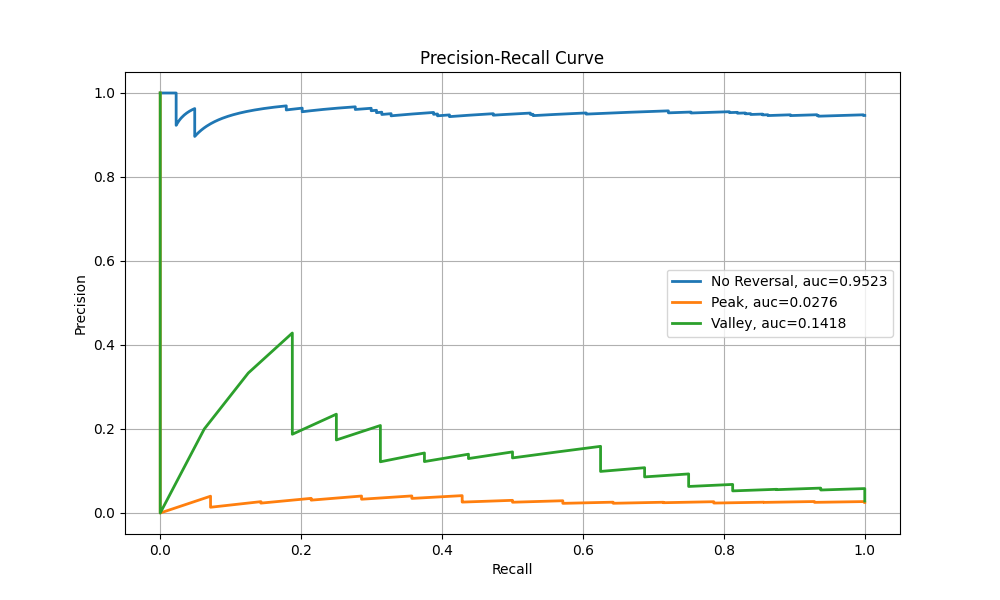 Precision-Recall Curve
Precision
1.0
0.8
0.6
0.4
0.2
0.0
No Reversal, auc=0.9523
Peak, auc=0.0276
Valley, auc=0.1418
0.0 0.2 0.4 0.6 0.8 1.0
Recall